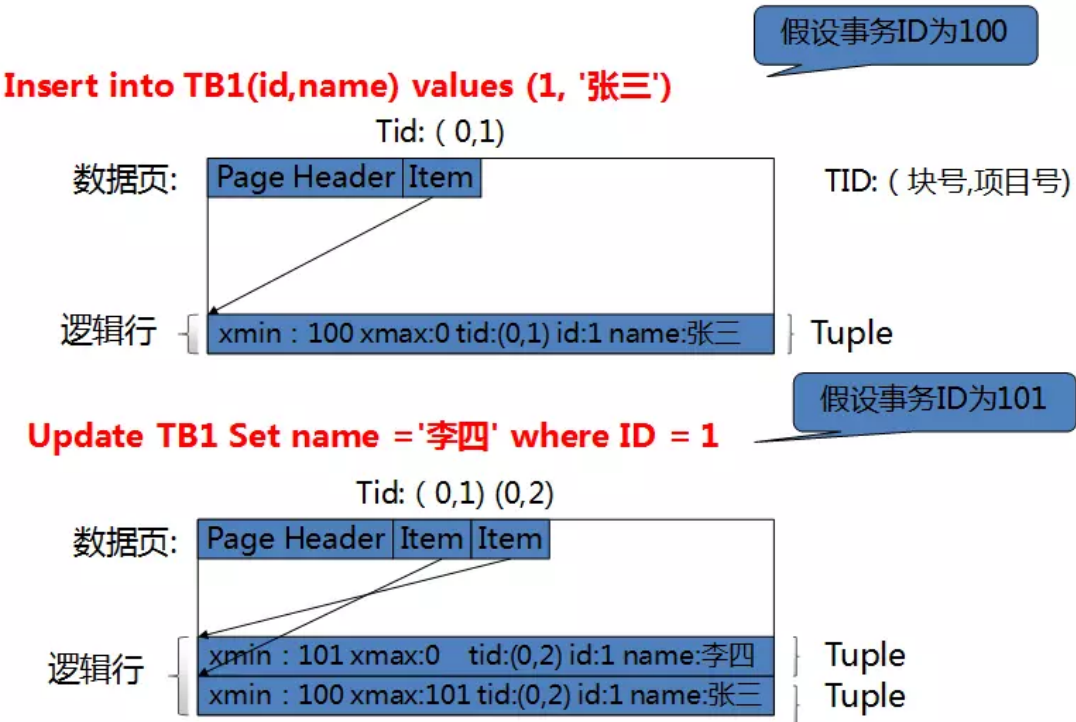 假设事务ID为100
Insert into TB1(id,name) values (1, '张三')
Tid: ( 0,1)
数据页: Page Header Item TID: ( 块号,项目号)
逻辑行 xmin : 100 xmax:0 tid:(0,1) id:1 name:张三 Tuple
假设事务ID为101
Update TB1 Set name ='李四' where ID = 1
Tid: ( 0,1) (0,2)
数据页: Page Header Item Item
逻辑行 xmin : 101 xmax:0 tid:(0,2) id:1 name:李四 Tuple
xmin : 100 xmax:101 tid:(0,2) id:1 name:张三 Tuple